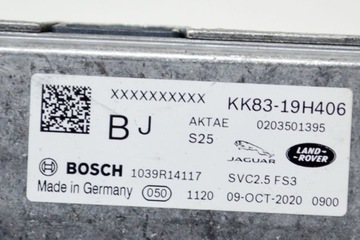 XXXXXXXXXX KK83-19H406
BJ AKTAE 0203501395
S25
JAGUAR LAND-ROVER
BOSCH 1039R14117 SVC2.5 FS3
Made in Germany 050 1120 09-OCT-2020 0900